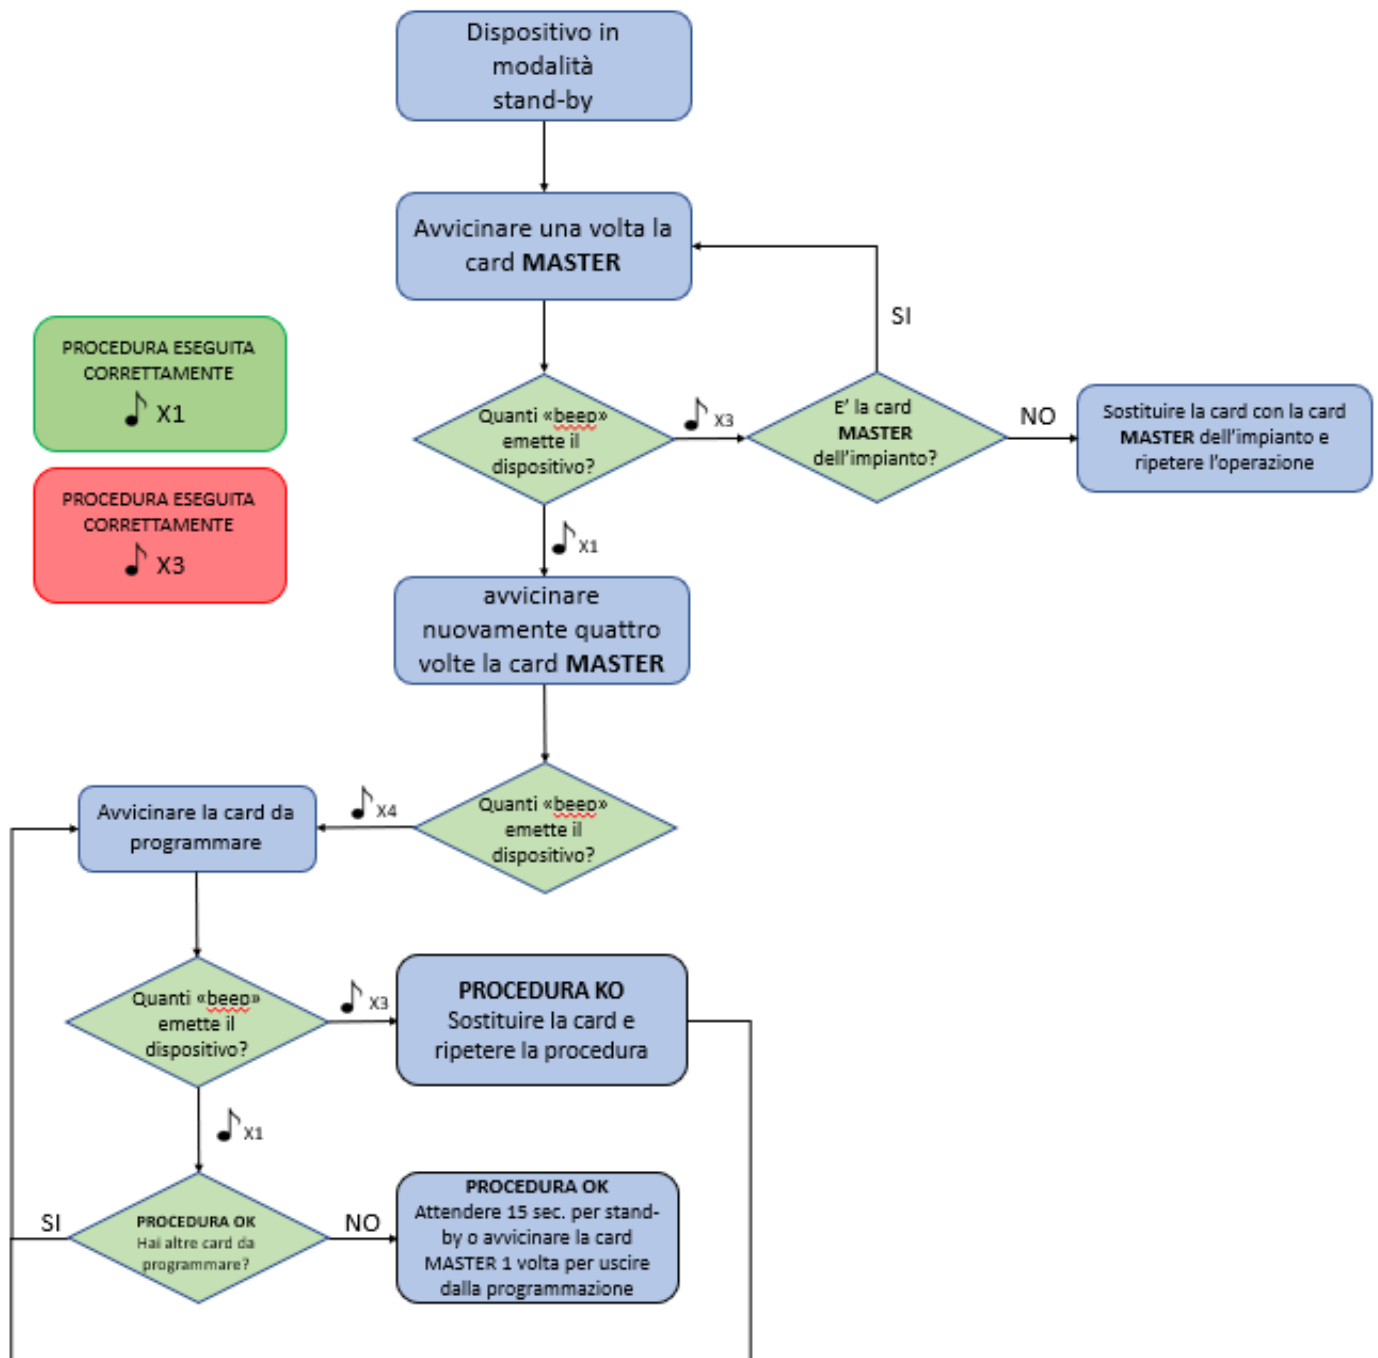 Dispositivo in
modalità
stand-by
Avvicinare una volta la
card MASTER
SI
PROCEDURA ESEGUITA
CORRETTAMENTE
X1
Quanti «beep»
emette il
dispositivo?
X3
E' la card
MASTER
dell'impianto?
NO
Sostituire la card con la card
MASTER dell'impianto e
ripetere l'operazione
PROCEDURA ESEGUITA
CORRETTAMENTE
X3
X1
avvicinare
nuovamente quattro
volte la card MASTER
Avvicinare la card da
programmare
X4
Quanti «beep»
emette il
dispositivo?
Quanti «beep»
emette il
dispositivo?
X3
PROCEDURA KO
Sostituire la card e
ripetere la procedura
X1
SI
PROCEDURA OK
Hai altre card da
programmare?
NO
PROCEDURA OK
Attendere 15 sec. per stand-
by o avvicinare la card
MASTER 1 volta per uscire
dalla programmazione